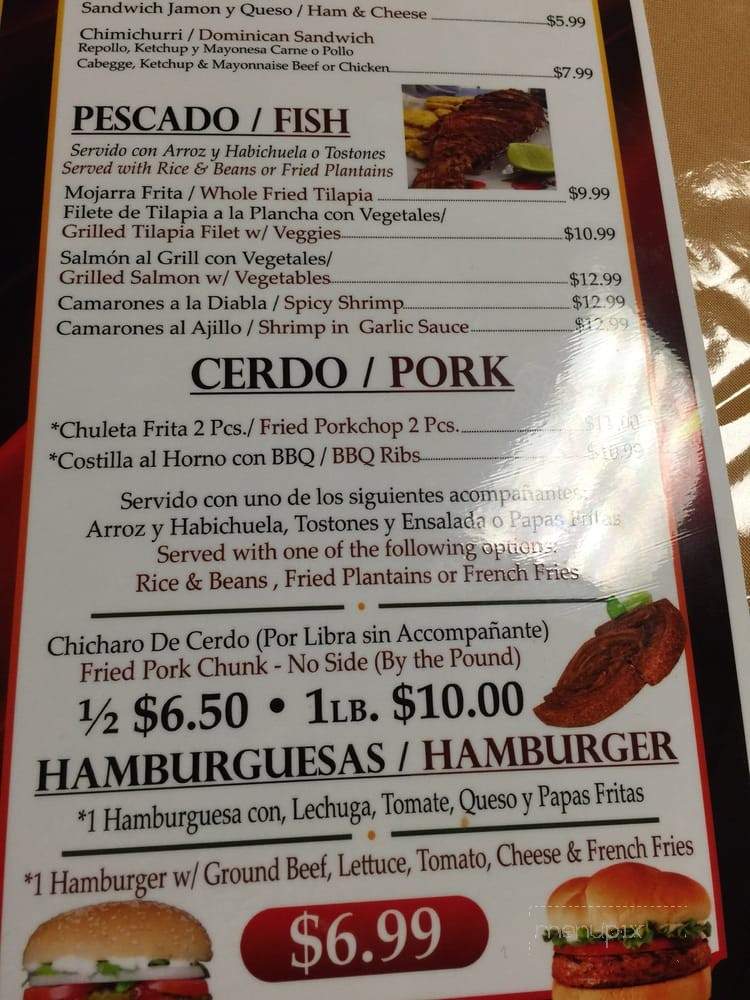 Sandwich Jamon y Queso / Ham & Cheese $5.99
Chimichurri / Dominican Sandwich
Repollo, Ketchup y Mayonesa Carne o Pollo
Cabegge, Ketchup & Mayonnaise Beef or Chicken $7.99
PESCADO / FISH
Servido con Arroz y Habichuela o Tostones
Served with Rice & Beans or Fried Plantains
Mojarra Frita / Whole Fried Tilapia $9.99
Filete de Tilapia a la Plancha con Vegetales/
Grilled Tilapia Filet w/ Veggies $10.99
Salmón al Grill con Vegetales/
Grilled Salmon w/ Vegetables $12.99
Camarones a la Diabla / Spicy Shrimp $12.99
Camarones al Ajillo / Shrimp in Garlic Sauce $12.99
CERDO / PORK
*Chuleta Frita 2 Pcs./ Fried Porkchop 2 Pcs.
*Costilla al Horno con BBQ / BBQ Ribs $10.99
Servido con uno de los siguientes acompañantes:
Arroz y Habichuela, Tostones y Ensalada o Papas Fritas
Served with one of the following options:
Rice & Beans , Fried Plantains or French Fries
Chicharo De Cerdo (Por Libra sin Accompañante)
Fried Pork Chunk - No Side (By the Pound)
½ $6.50 • 1LB. $10.00
HAMBURGUESAS / HAMBURGER
*1 Hamburguesa con, Lechuga, Tomate, Queso y Papas Fritas
*1 Hamburger w/ Ground Beef, Lettuce, Tomato, Cheese & French Fries
$6.99
menupix